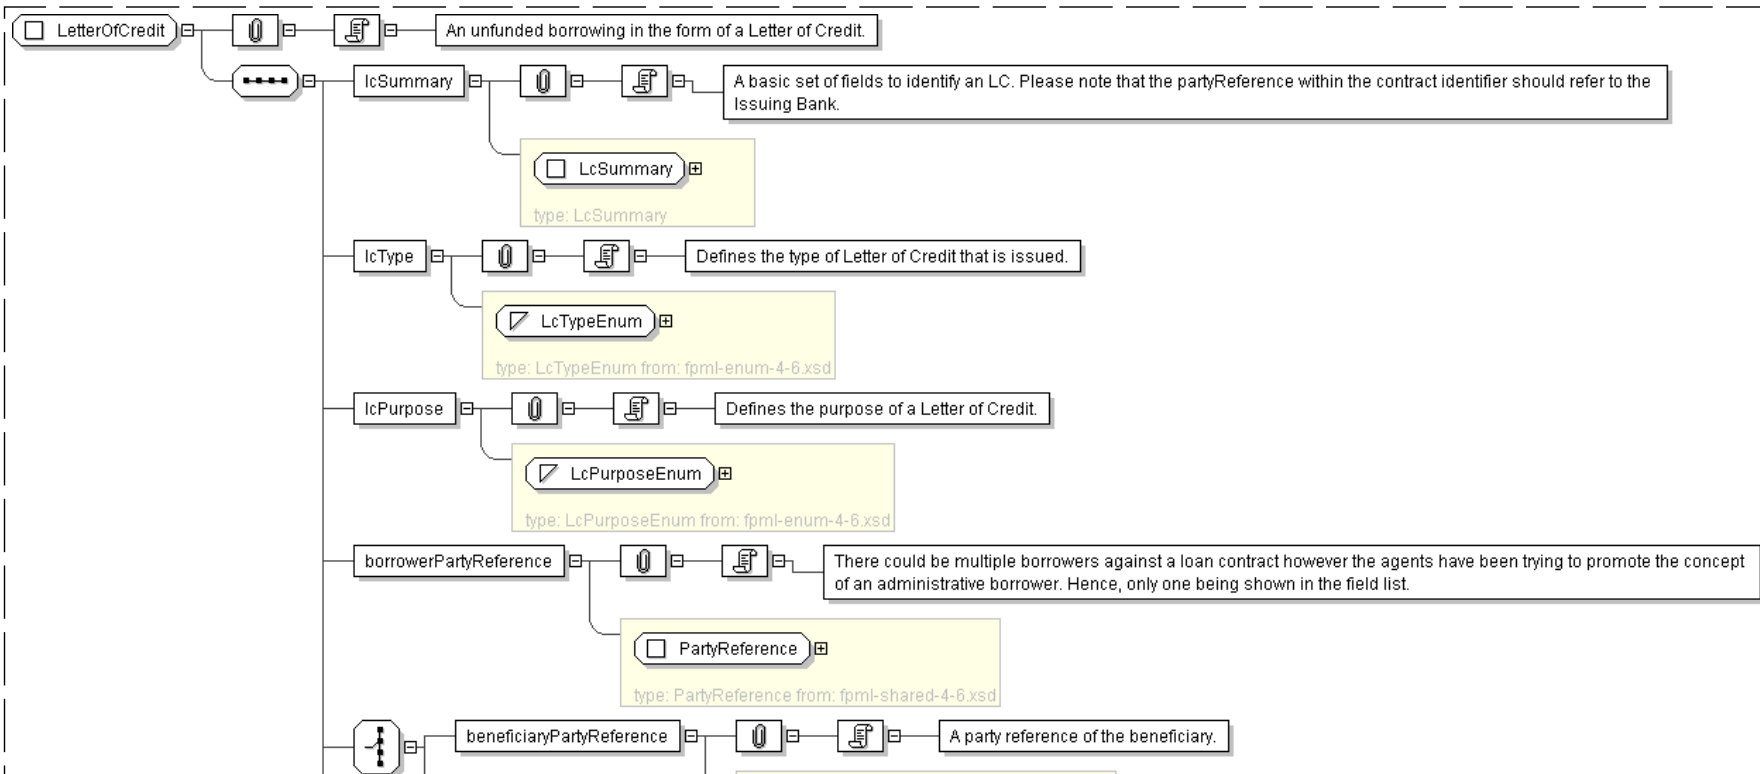 LetterOfCredit
An unfunded borrowing in the form of a Letter of Credit.
lcSummary
A basic set of fields to identify an LC. Please note that the partyReference within the contract identifier should refer to the
Issuing Bank.
LcSummary
type: LcSummary
lcType
Defines the type of Letter of Credit that is issued.
LcTypeEnum
type: LcTypeEnum from: fpml-enum-4-6.xsd
lcPurpose
Defines the purpose of a Letter of Credit.
LcPurposeEnum
type: LcPurposeEnum from: fpml-enum-4-6.xsd
borrowerPartyReference
There could be multiple borrowers against a loan contract however the agents have been trying to promote the concept
of an administrative borrower. Hence, only one being shown in the field list.
PartyReference
type: PartyReference from: fpml-shared-4-6.xsd
beneficiaryPartyReference
A party reference of the beneficiary.